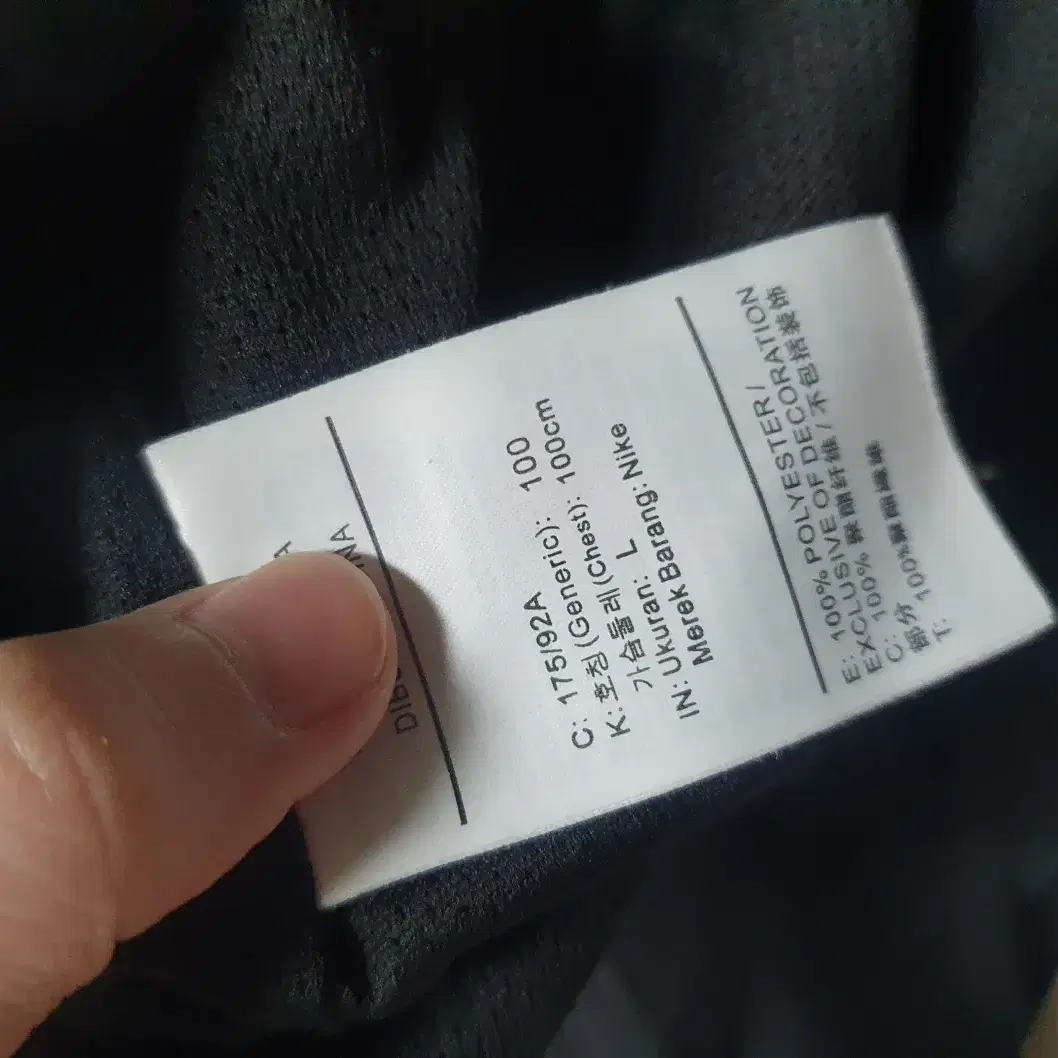 C: 175/92A
K: 호칭(Generic): 100
가슴둘레(Chest): 100cm
IN: Ukuran: L
Merek Barang: Nike
E: 100% POLYESTER /
EXCLUSIVE OF DECORATION
C: 100% 聚酯纤维 / 不包括装饰
部分
T: 100%聚酯纖維